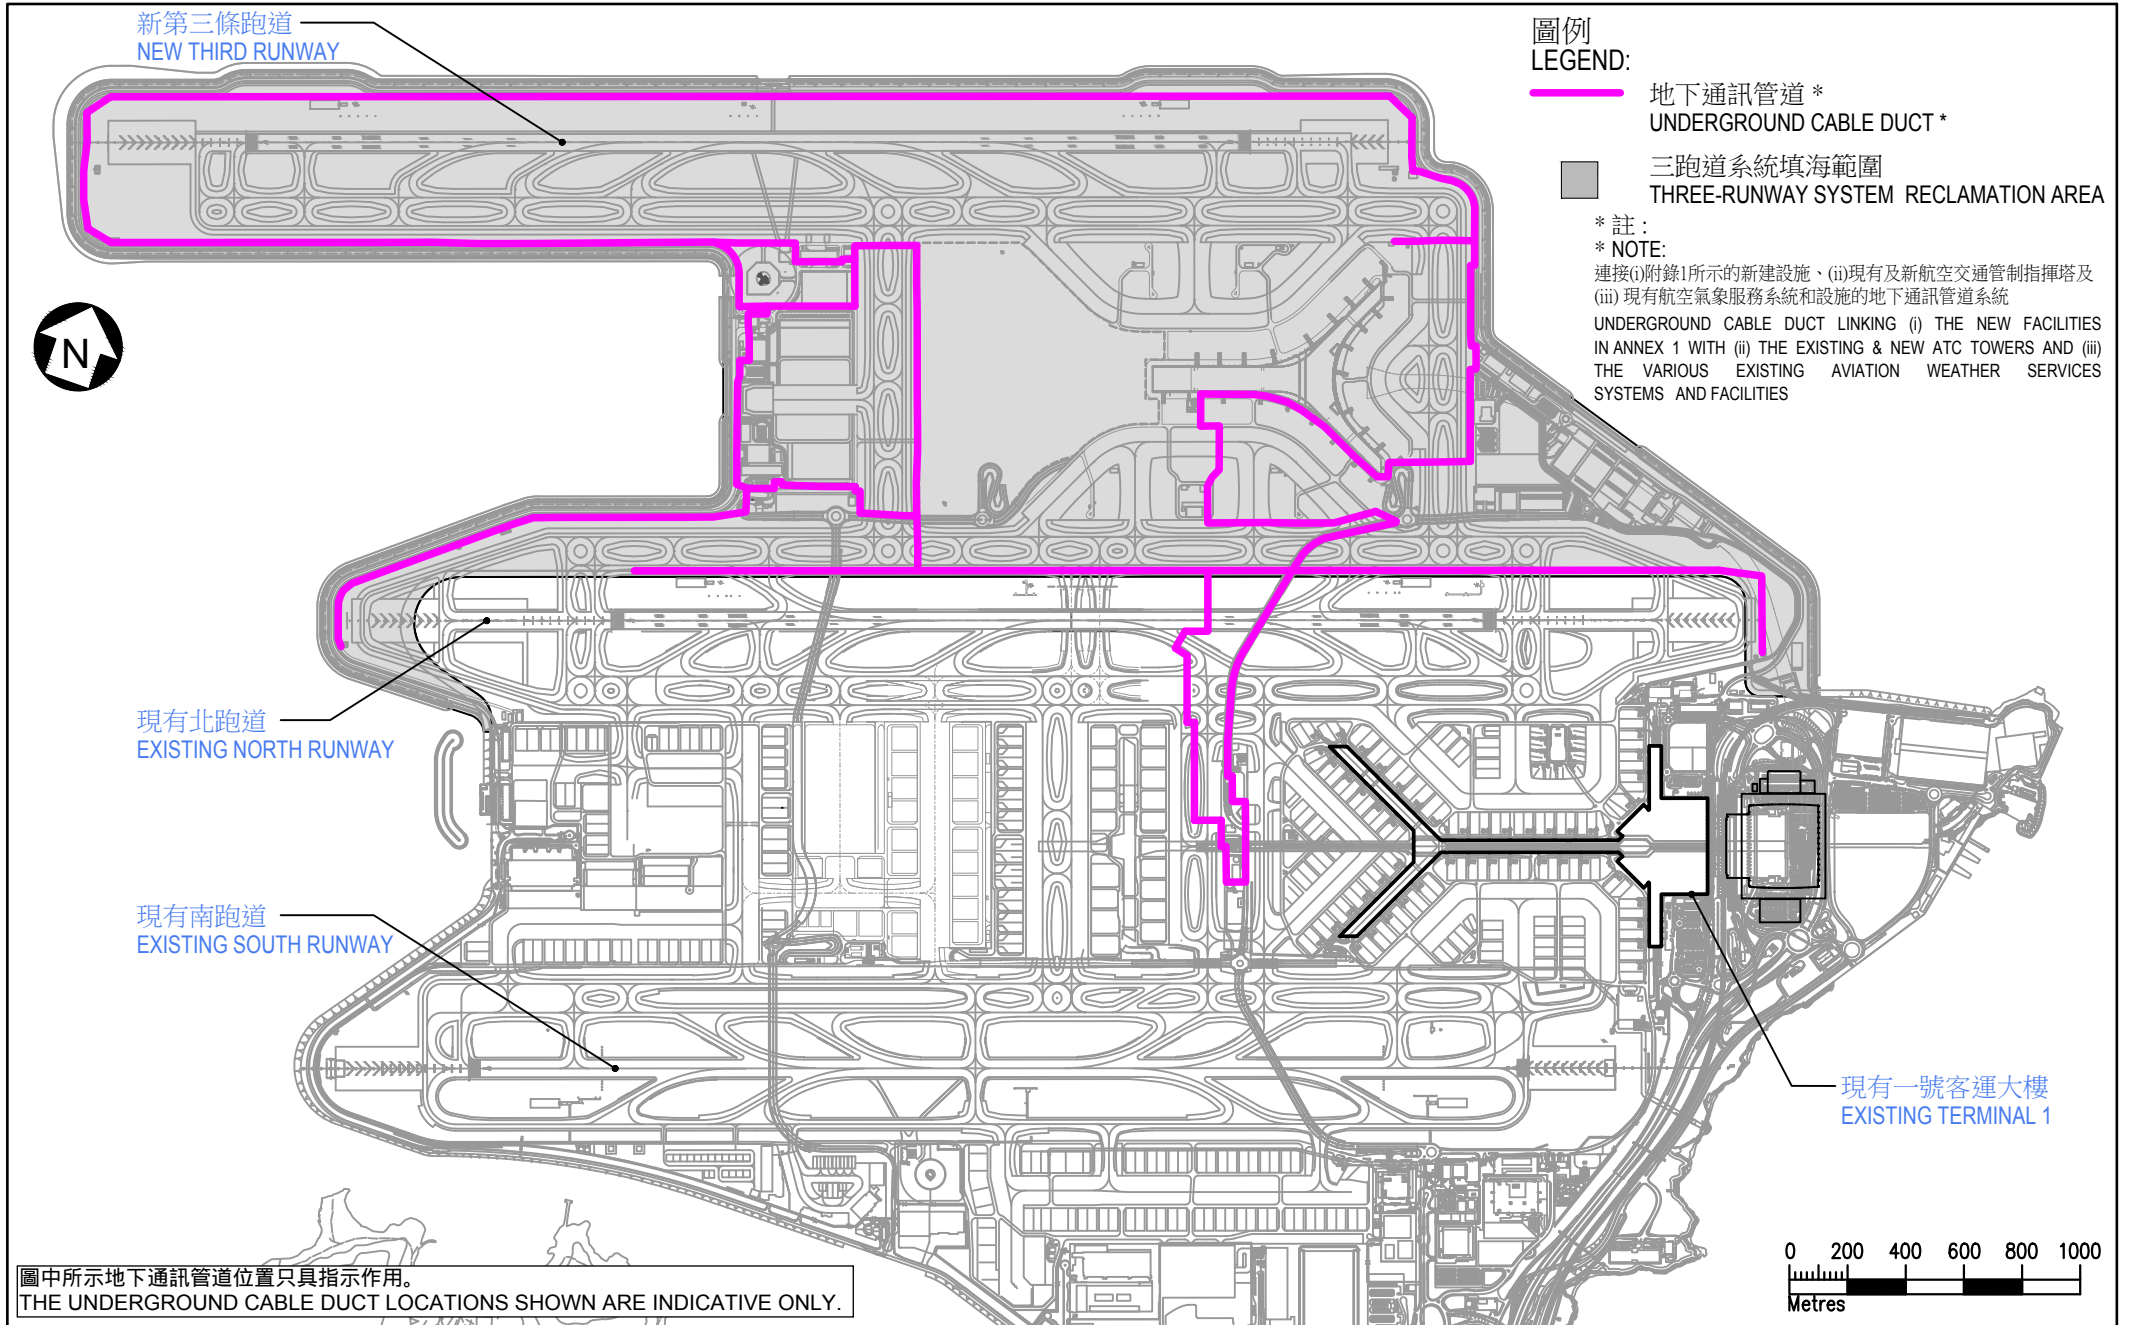 新第三條跑道
NEW THIRD RUNWAY
圖例
LEGEND:
地下通訊管道 *
UNDERGROUND CABLE DUCT *
三跑道系統填海範圍
THREE-RUNWAY SYSTEM RECLAMATION AREA
* 註 :
* NOTE:
連接(i)附錄1所示的新建設施、(ii)現有及新航空交通管制指揮塔及
(iii) 現有航空氣象服務系統和設施的地下通訊管道系統
UNDERGROUND CABLE DUCT LINKING (i) THE NEW FACILITIES
IN ANNEX 1 WITH (ii) THE EXISTING & NEW ATC TOWERS AND (iii)
THE VARIOUS EXISTING AVIATION WEATHER SERVICES
SYSTEMS AND FACILITIES
N
現有北跑道
EXISTING NORTH RUNWAY
現有南跑道
EXISTING SOUTH RUNWAY
現有一號客運大樓
EXISTING TERMINAL 1
0 200 400 600 800 1000
Metres
圖中所示地下通訊管道位置只具指示作用。
THE UNDERGROUND CABLE DUCT LOCATIONS SHOWN ARE INDICATIVE ONLY.